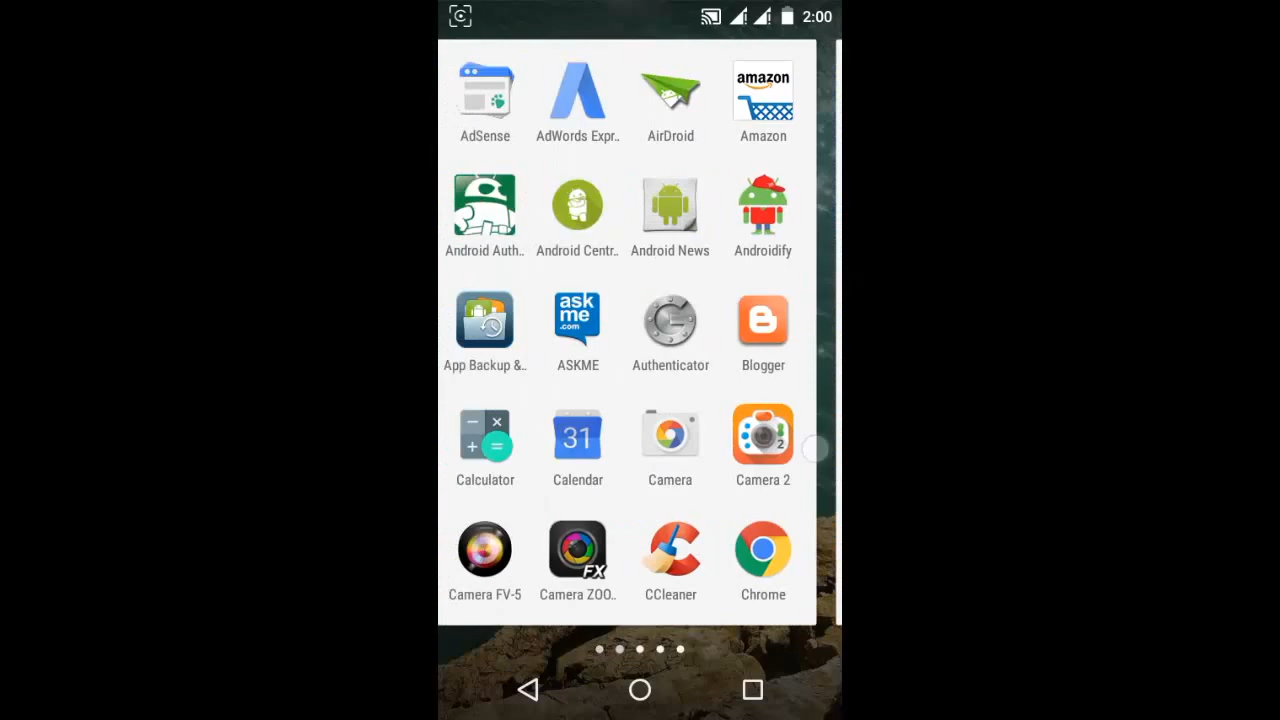 2:00
AdSense AdWords Expr.. AirDroid Amazon
amazon
Android Auth.. Android Centr.. Android News Androidify
ask
me
.com
App Backup &.. ASKME Authenticator Blogger
31
2
Calculator Calendar Camera Camera 2
FX
Camera FV-5 Camera ZOO.. CCleaner Chrome